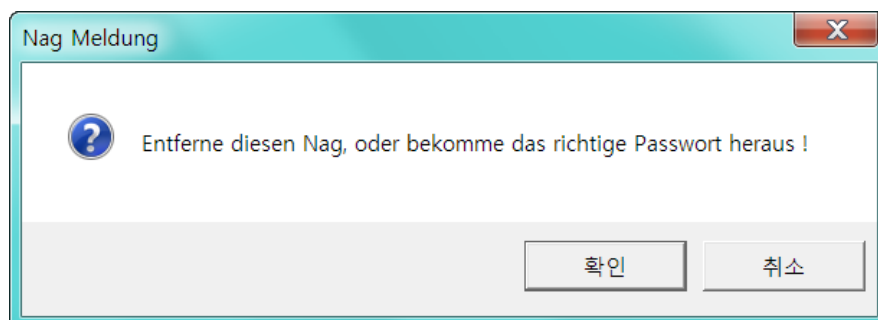 Nag Meldung
Entferne diesen Nag, oder bekomme das richtige Passwort heraus !
확인 취소